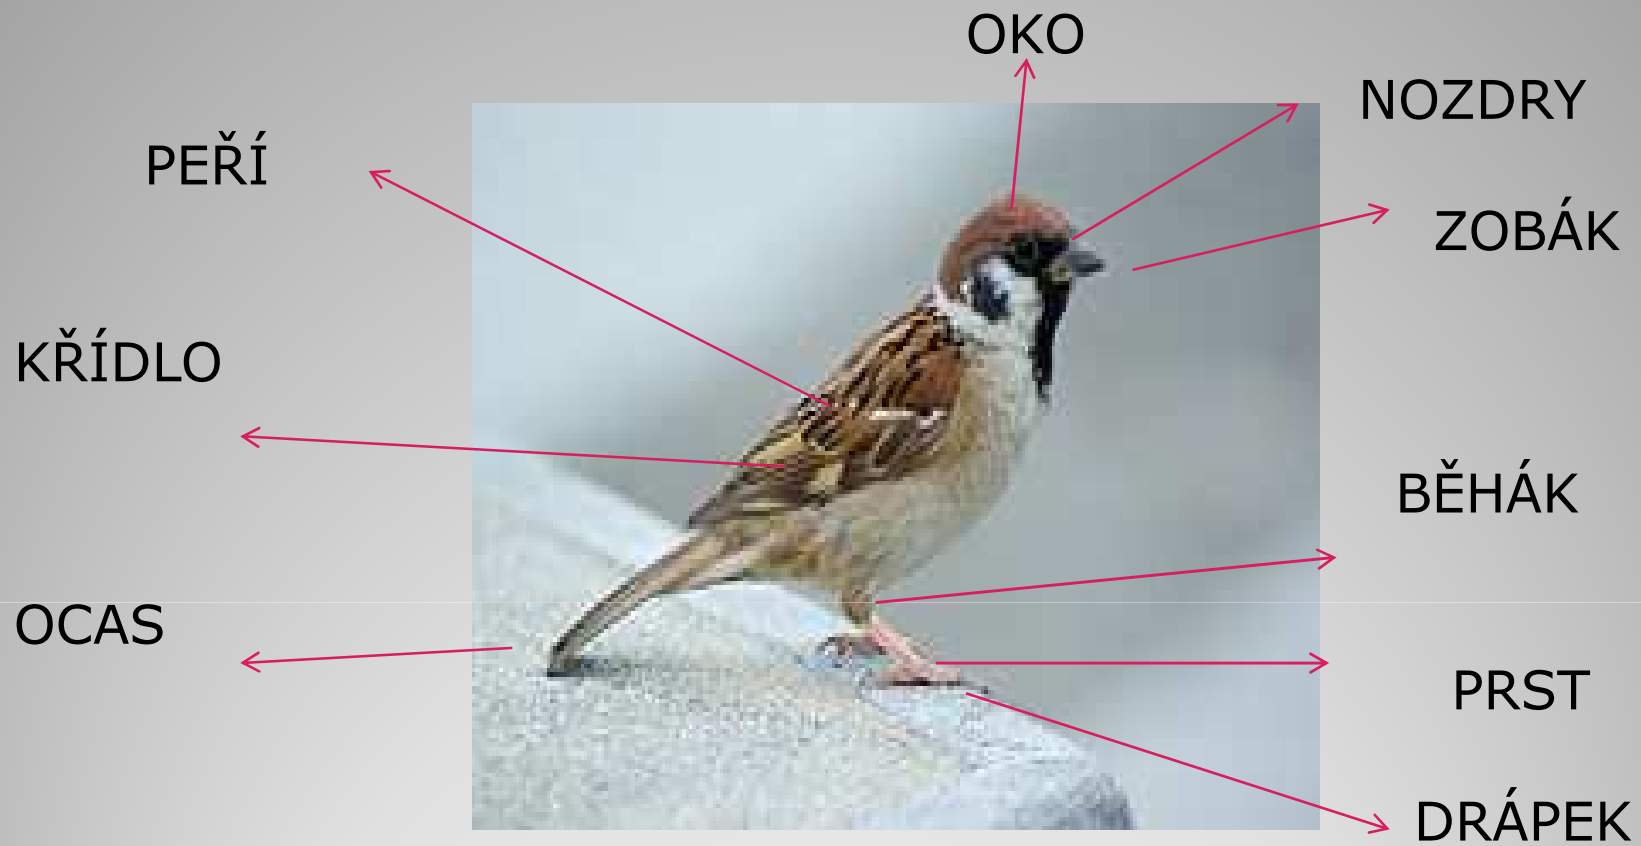 OKO
NOZDRY
PEŘÍ
ZOBÁK
KŘÍDLO
BĚHÁK
OCAS
PRST
DRÁPEK